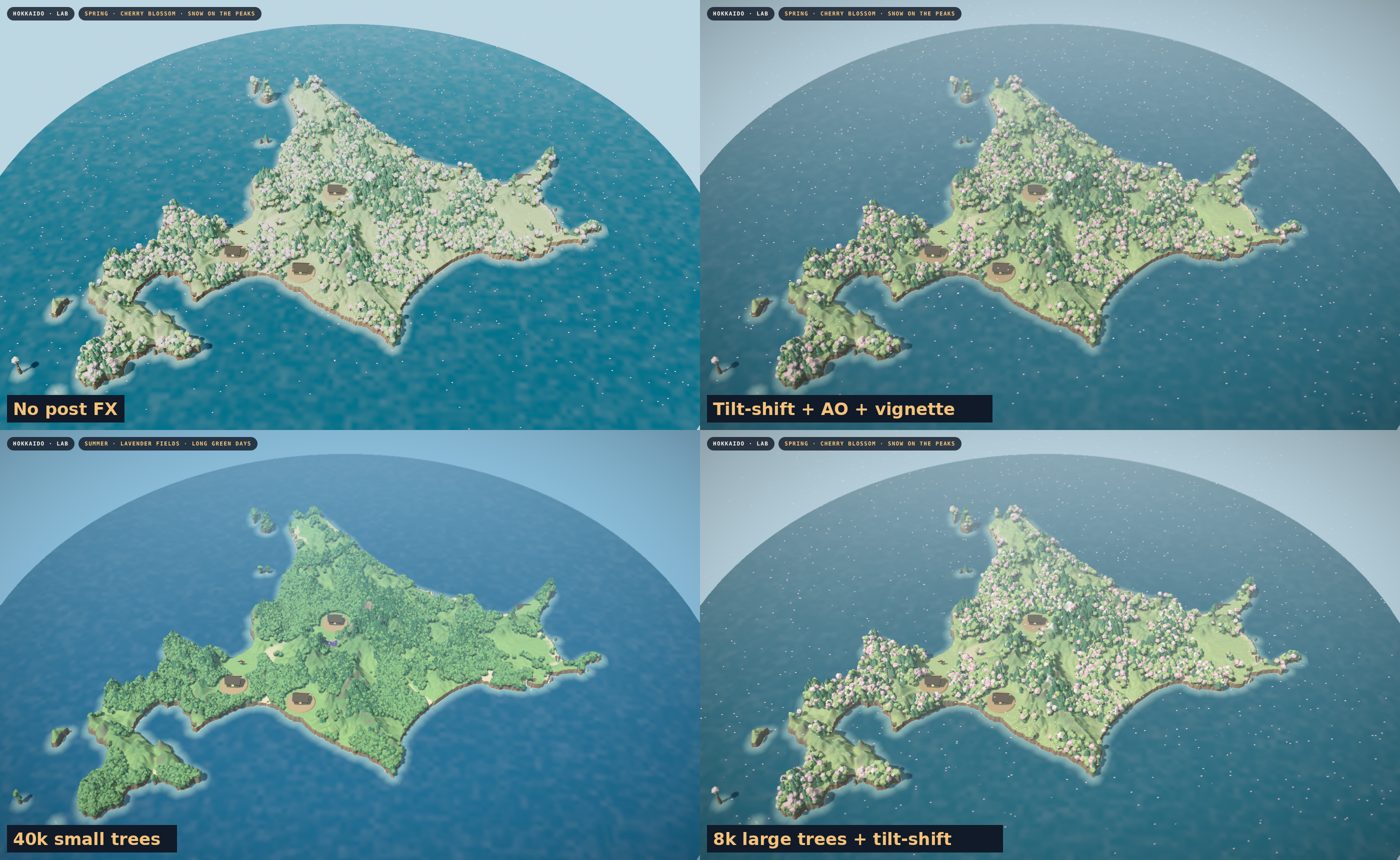 HOKKAIDO · LAB
SPRING · CHERRY BLOSSOM · SNOW ON THE PEAKS
No post FX
HOKKAIDO · LAB
SPRING · CHERRY BLOSSOM · SNOW ON THE PEAKS
Tilt-shift + AO + vignette
HOKKAIDO · LAB
SUMMER · LAVENDER FIELDS · LONG GREEN DAYS
40k small trees
HOKKAIDO · LAB
SPRING · CHERRY BLOSSOM · SNOW ON THE PEAKS
8k large trees + tilt-shift